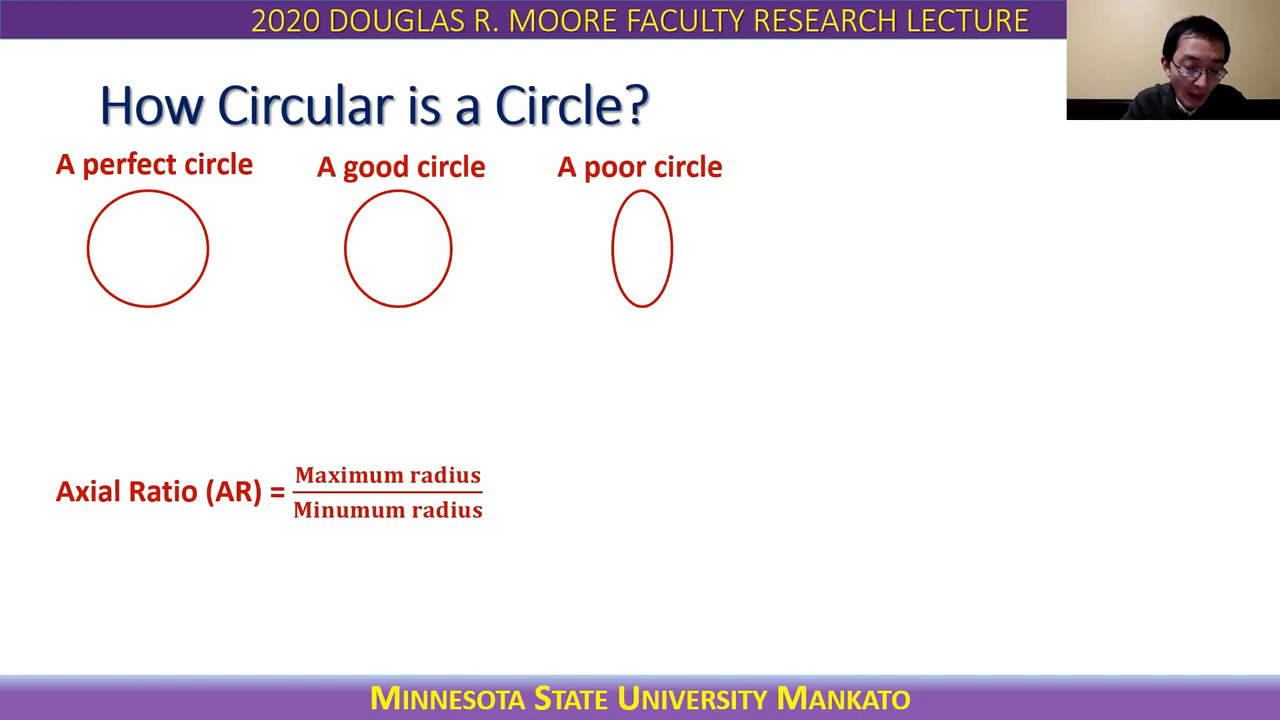 2020 DOUGLAS R. MOORE FACULTY RESEARCH LECTURE
How Circular is a Circle?
A perfect circle
A good circle
A poor circle
Axial Ratio (AR) = Maximum radius
Minumum radius
MINNESOTA STATE UNIVERSITY MANKATO